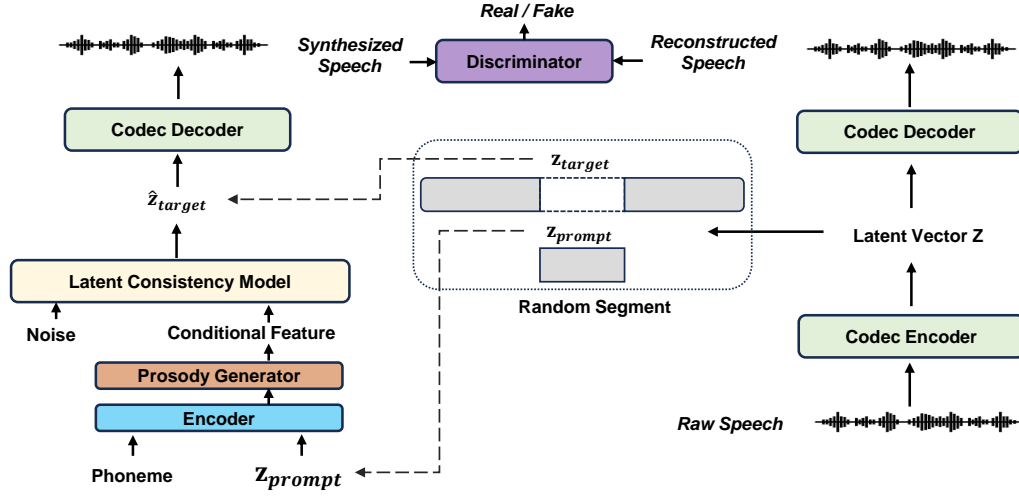 Real / Fake
Synthesized
Speech
Discriminator
Reconstructed
Speech
Codec Decoder
Codec Decoder
z_target
ẑ_target
z_prompt
Latent Vector Z
Latent Consistency Model
Random Segment
Noise
Conditional Feature
Codec Encoder
Prosody Generator
Encoder
Raw Speech
Phoneme
z_prompt